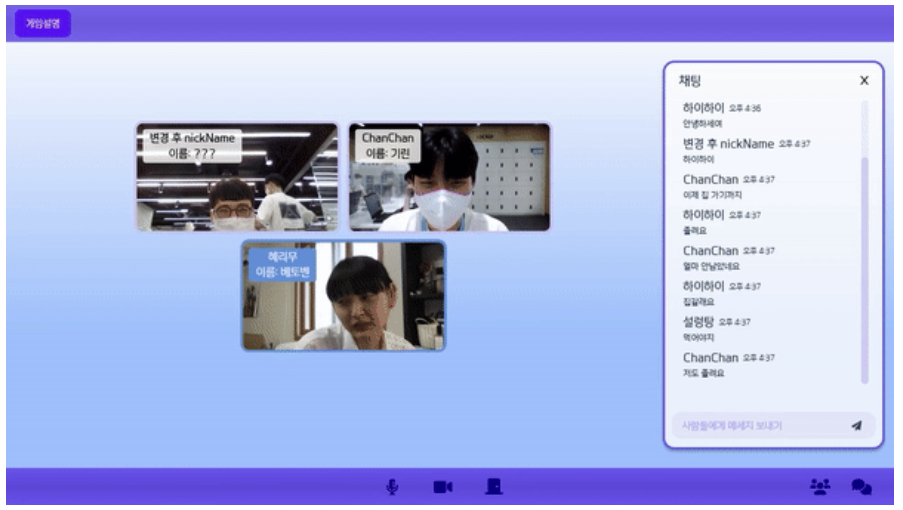 게임설명
변경 후 nickName
이름: ???
ChanChan
이름: 기린
혜리무
이름: 베토벤
채팅
X
하이하이 오후 4:36
안녕하세여
변경 후 nickName 오후 4:37
하이하이
ChanChan 오후 4:37
이제 집 가기까지
하이하이 오후 4:37
졸려요
ChanChan 오후 4:37
얼마 안남았네요
하이하이 오후 4:37
집갈래요
설렁탕 오후 4:37
먹어야지
ChanChan 오후 4:37
저도 졸려요
사람들에게 메세지 보내기